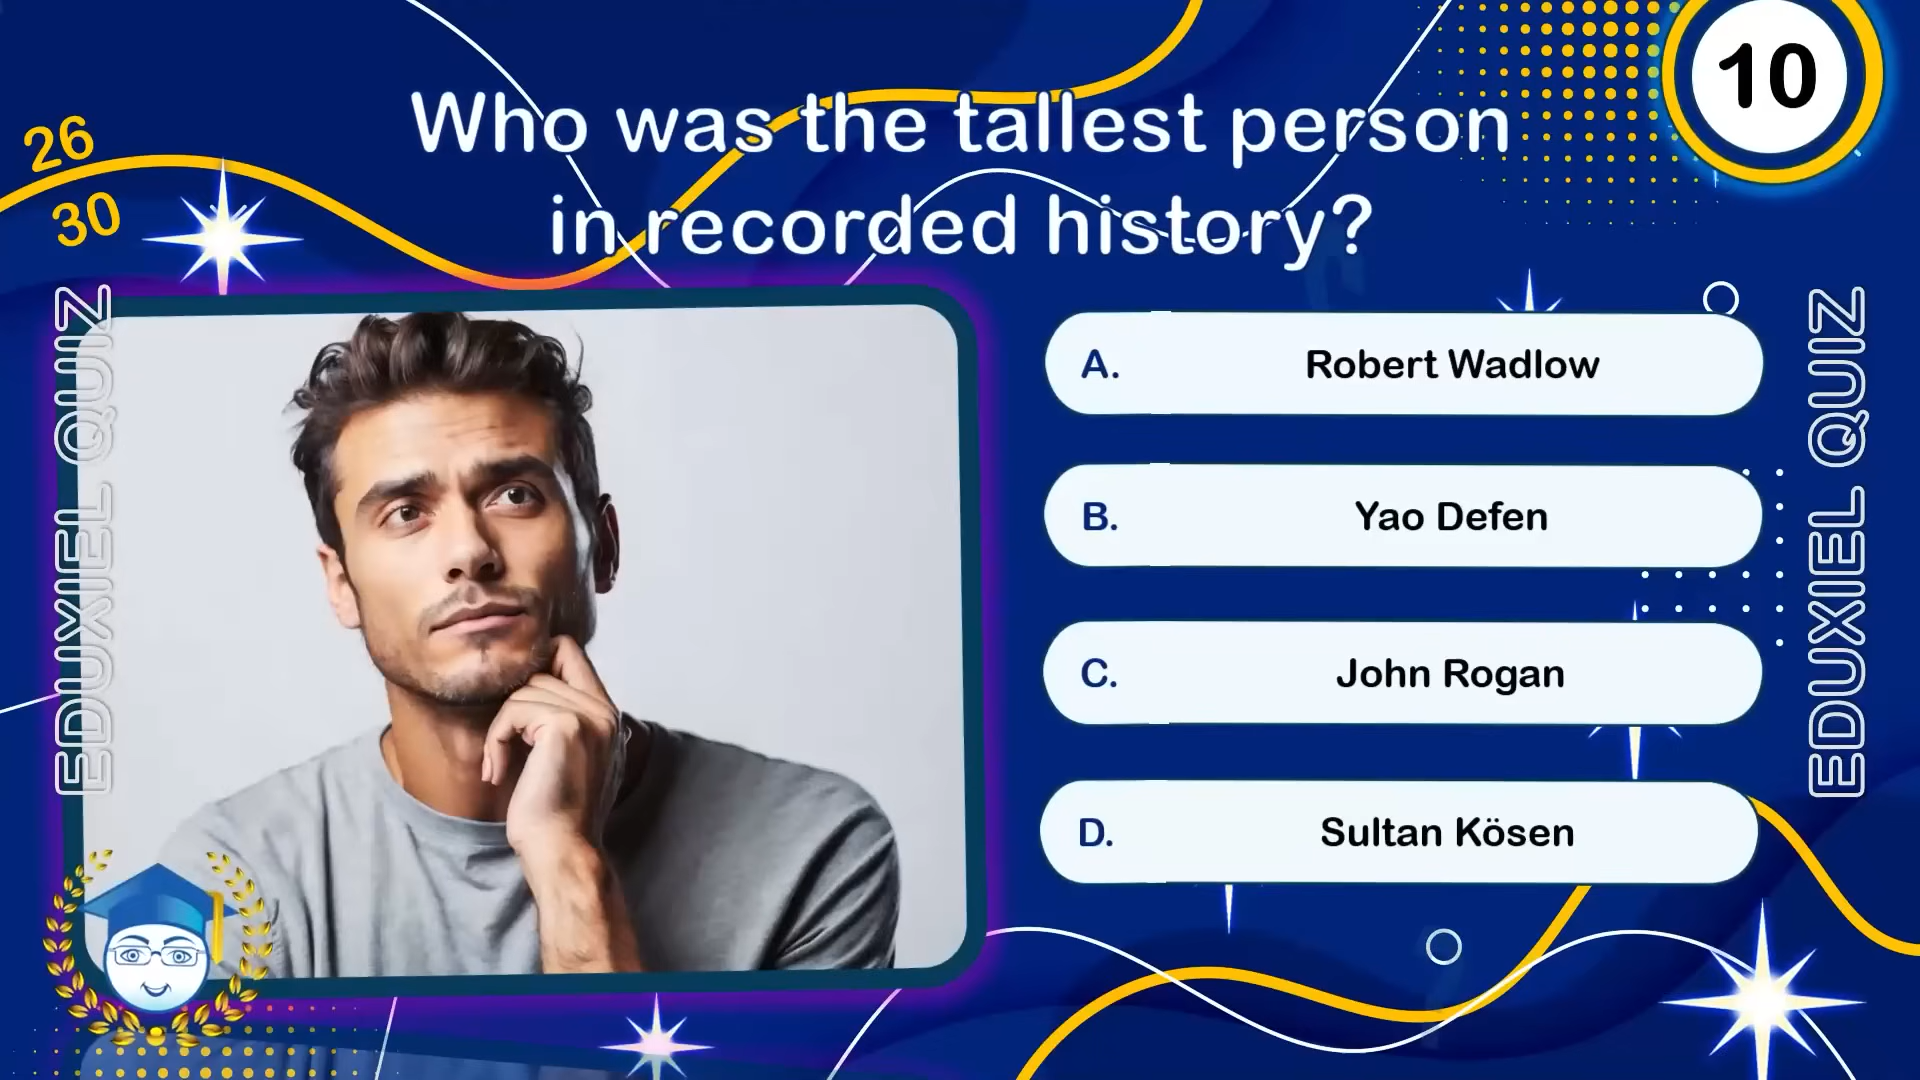 10
Who was the tallest person
in recorded history?
26
30
EDUXIEL QUIZ
A. Robert Wadlow
B. Yao Defen
C. John Rogan
D. Sultan Kösen
EDUXIEL QUIZ